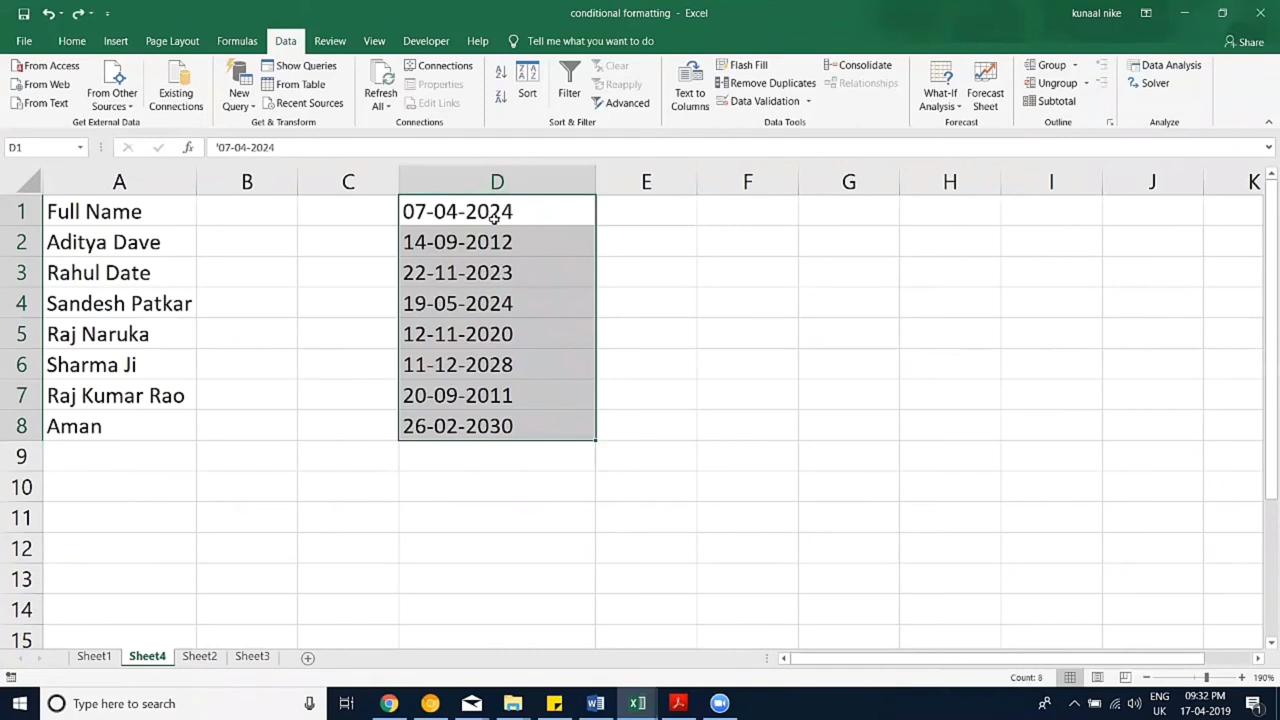 conditional formatting - Excel
kunaal nike
File Home Insert Page Layout Formulas Data Review View Developer Help Tell me what you want to do Share
From Access
From Web
From Text
From Other Sources
Existing Connections
Get External Data
New Query
Show Queries
From Table
Recent Sources
Get & Transform
Refresh All
Connections
Properties
Edit Links
Connections
Sort
Filter
Clear
Reapply
Advanced
Sort & Filter
Text to Columns
Flash Fill
Remove Duplicates
Data Validation
Consolidate
Relationships
Data Tools
What-If Analysis
Forecast Sheet
Forecast
Group
Ungroup
Subtotal
Outline
Data Analysis
Solver
Analyze
D1 fx '07-04-2024
A B C D E F G H I J K
1 Full Name 07-04-2024
2 Aditya Dave 14-09-2012
3 Rahul Date 22-11-2023
4 Sandesh Patkar 19-05-2024
5 Raj Naruka 12-11-2020
6 Sharma Ji 11-12-2028
7 Raj Kumar Rao 20-09-2011
8 Aman 26-02-2030
9
10
11
12
13
14
15
Sheet1 Sheet4 Sheet2 Sheet3
Count: 8 190%
Type here to search
ENG 09:32 PM
UK 17-04-2019